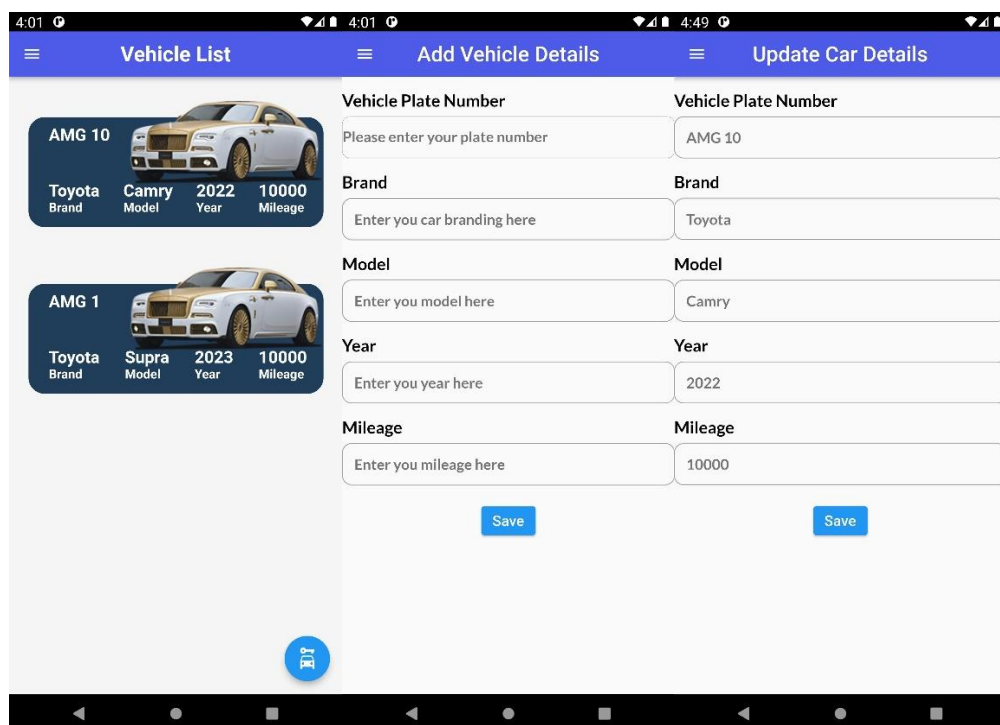 4:01
Vehicle List
AMG 10
Toyota Camry 2022 10000
Brand Model Year Mileage
AMG 1
Toyota Supra 2023 10000
Brand Model Year Mileage
4:01
Add Vehicle Details
Vehicle Plate Number
Please enter your plate number
Brand
Enter you car branding here
Model
Enter you model here
Year
Enter you year here
Mileage
Enter you mileage here
Save
4:49
Update Car Details
Vehicle Plate Number
AMG 10
Brand
Toyota
Model
Camry
Year
2022
Mileage
10000
Save